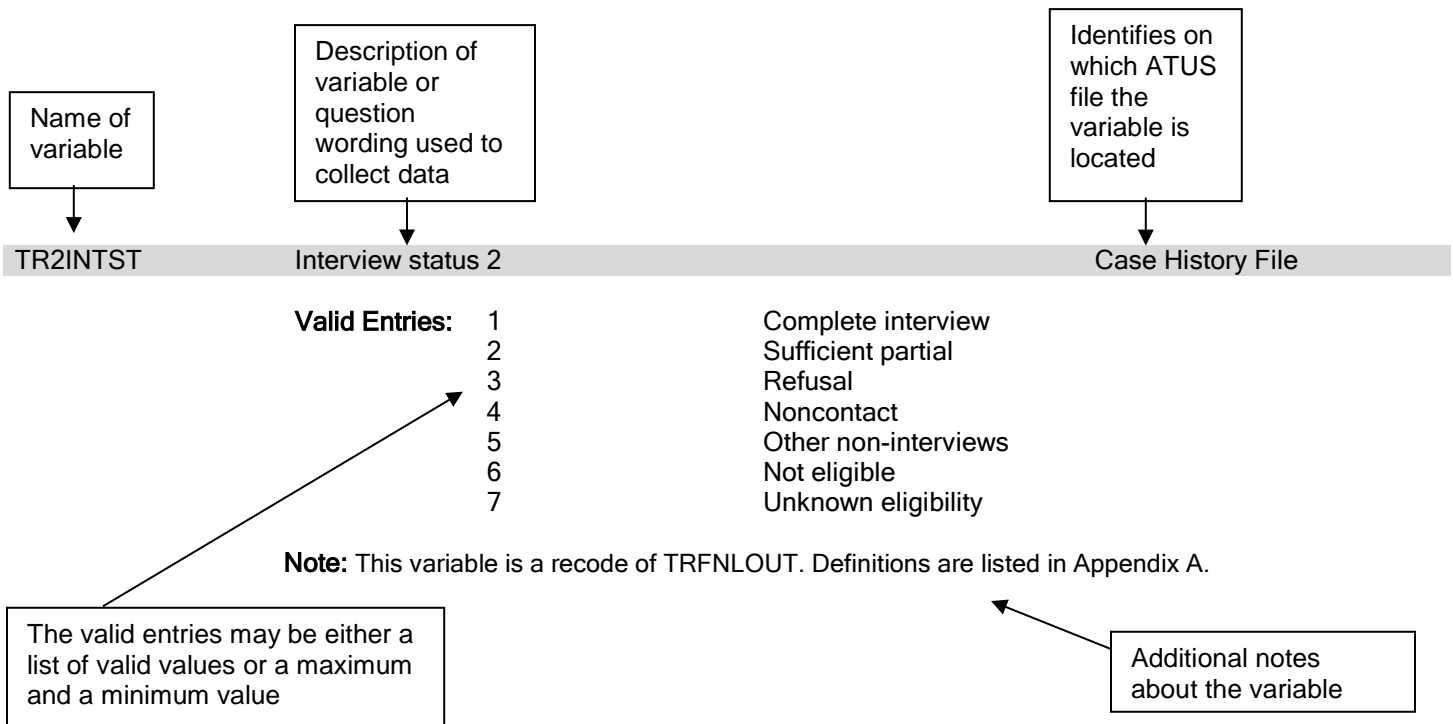 Name of
variable
Description of
variable or
question
wording used to
collect data
Identifies on
which ATUS
file the
variable is
located
TR2INTST Interview status 2 Case History File
Valid Entries: 1 Complete interview
2 Sufficient partial
3 Refusal
4 Noncontact
5 Other non-interviews
6 Not eligible
7 Unknown eligibility
Note: This variable is a recode of TRFNLOUT. Definitions are listed in Appendix A.
The valid entries may be either a
list of valid values or a maximum
and a minimum value
Additional notes
about the variable